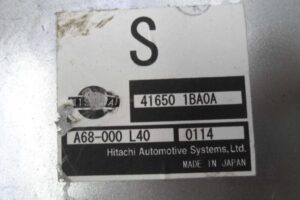 S
41650 1BA0A
A68-000 L40 0114
Hitachi Automotive Systems, Ltd.
MADE IN JAPAN